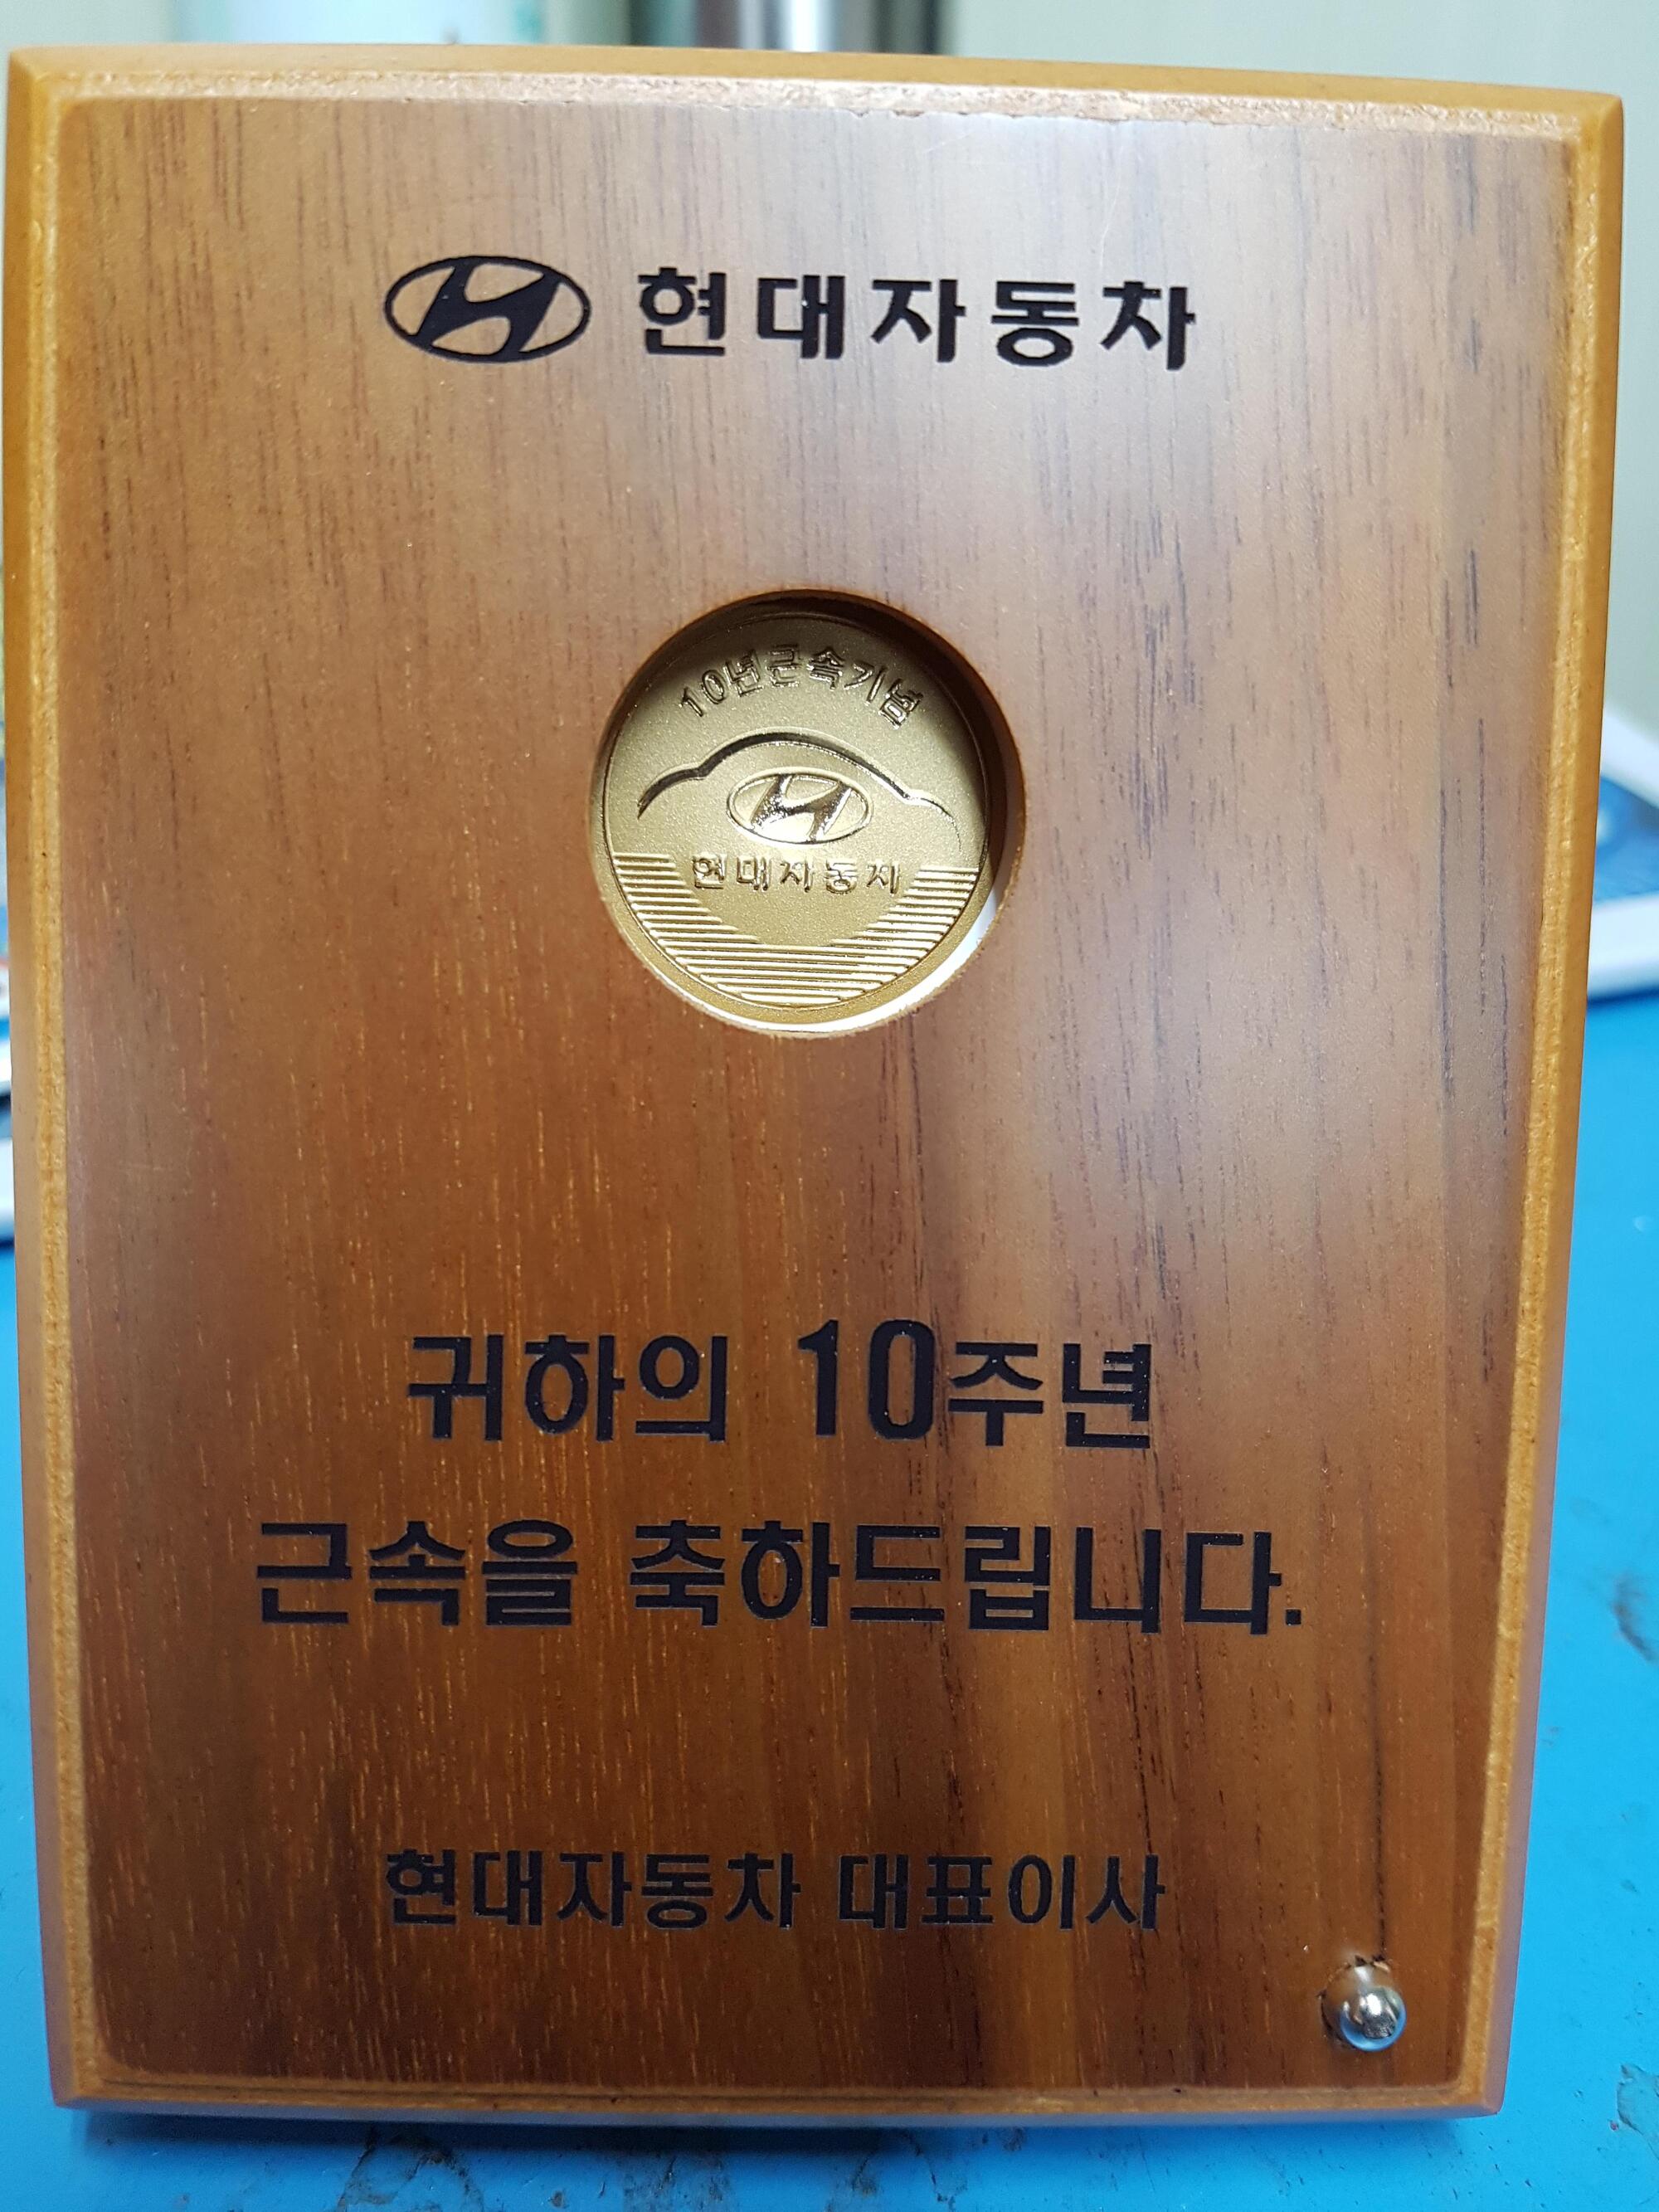 현대자동차
10년근속기념
현대자동차
귀하의 10주년
근속을 축하드립니다.
현대자동차 대표이사